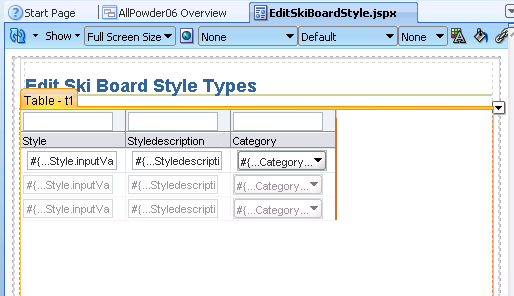 Start Page AllPowder06 Overview EditSkiBoardStyle.jspx
Show Full Screen Size None Default None
Edit Ski Board Style Types
Table - t1
Style Styledescription Category
#{...Style.inputVa #{...Styledescripti #{...Category...
#{...Style.inputVa #{...Styledescripti #{...Category...
#{...Style.inputVa #{...Styledescripti #{...Category...